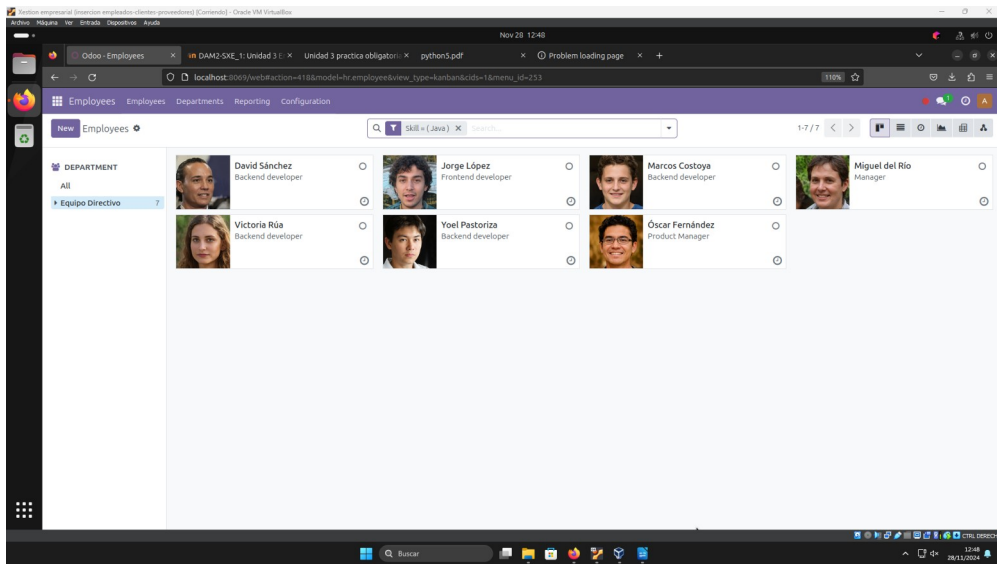 Xestion empresarial (insercion empleados-clientes-proveedores) [Corriendo] - Oracle VM VirtualBox
Archivo Máquina Ver Entrada Dispositivos Ayuda
Nov 28 12:48
Odoo - Employees
DAM2-SXE_1: Unidad 3 E
Unidad 3 practica obligatori
python5.pdf
Problem loading page
localhost:8069/web#action=418&model=hr.employee&view_type=kanban&cids=1&menu_id=253
110%
Employees Employees Departments Reporting Configuration
1
A
New Employees
Skill = ( Java )
Search...
1-7 / 7
DEPARTMENT
All
Equipo Directivo 7
David Sánchez
Backend developer
Jorge López
Frontend developer
Marcos Costoya
Backend developer
Miguel del Río
Manager
Victoria Rúa
Backend developer
Yoel Pastoriza
Backend developer
Óscar Fernández
Product Manager
CTRL DERECH
Buscar
12:48
28/11/2024